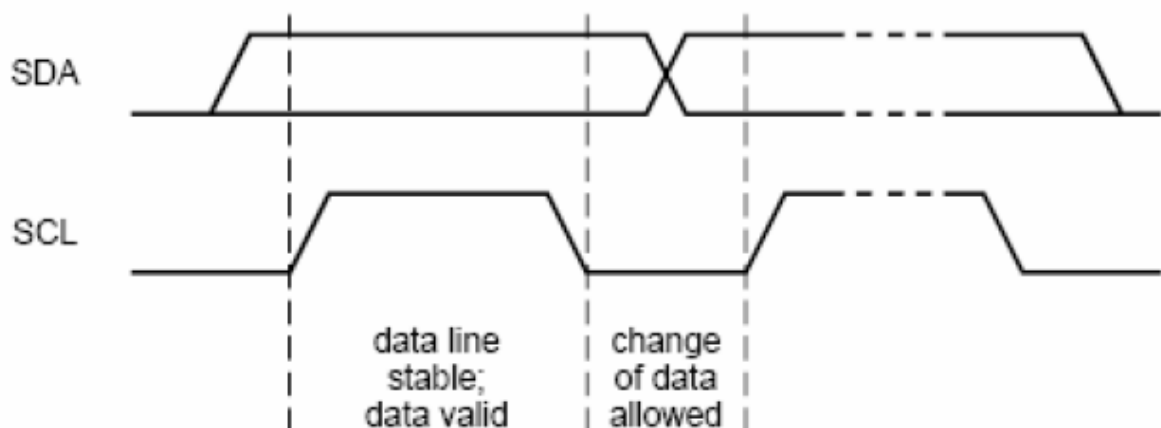 SDA
SCL
data line
stable;
data valid
change
of data
allowed